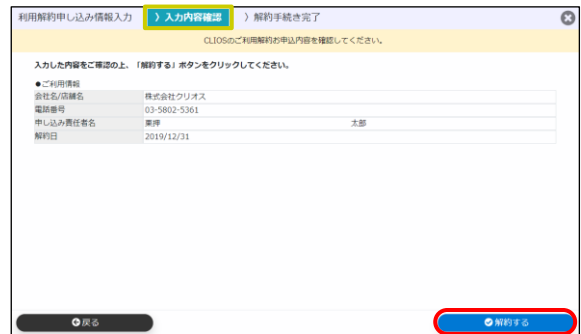 利用解約申し込み情報入力 〉入力内容確認 〉解約手続き完了
CLIOSのご利用解約お申込内容を確認してください。
入力した内容をご確認の上、「解約する」ボタンをクリックしてください。
●ご利用情報
会社名/店舗名 株式会社クリオス
電話番号 03-5802-5361
申し込み責任者名 栗押 太郎
解約日 2019/12/31
戻る 解約する